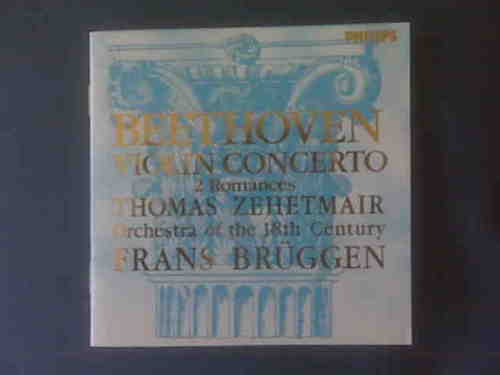 PHILIPS
BEETHOVEN
VIOLIN CONCERTO
2 Romances
THOMAS ZEHETMAIR
Orchestra of the 18th Century
FRANS BRÜGGEN